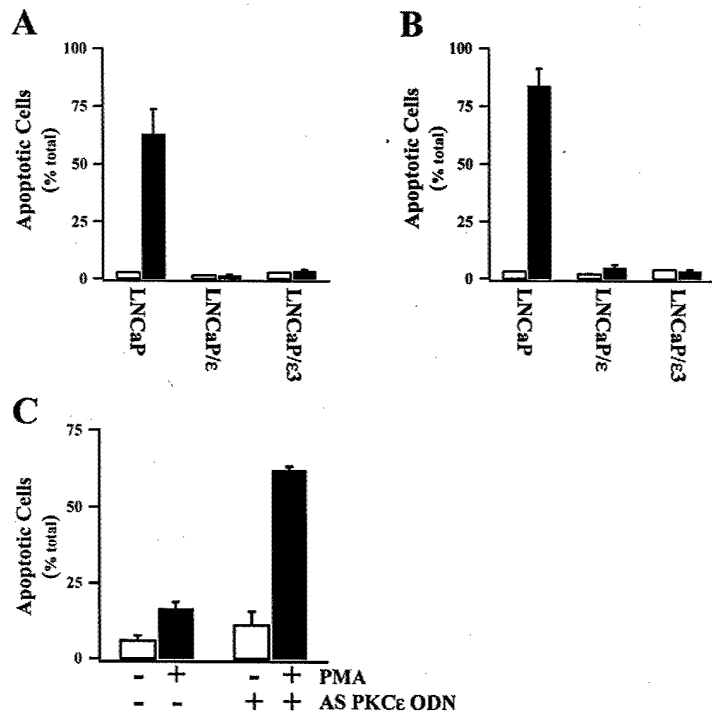 A
100
75
50
25
0
Apoptotic Cells
(% total)
LNCaP
LNCaP/ε
LNCaP/ε3
B
100
75
50
25
0
Apoptotic Cells
(% total)
LNCaP
LNCaP/ε
LNCaP/ε3
C
75
50
25
0
Apoptotic Cells
(% total)
- + - + PMA
- - + + AS PKCε ODN